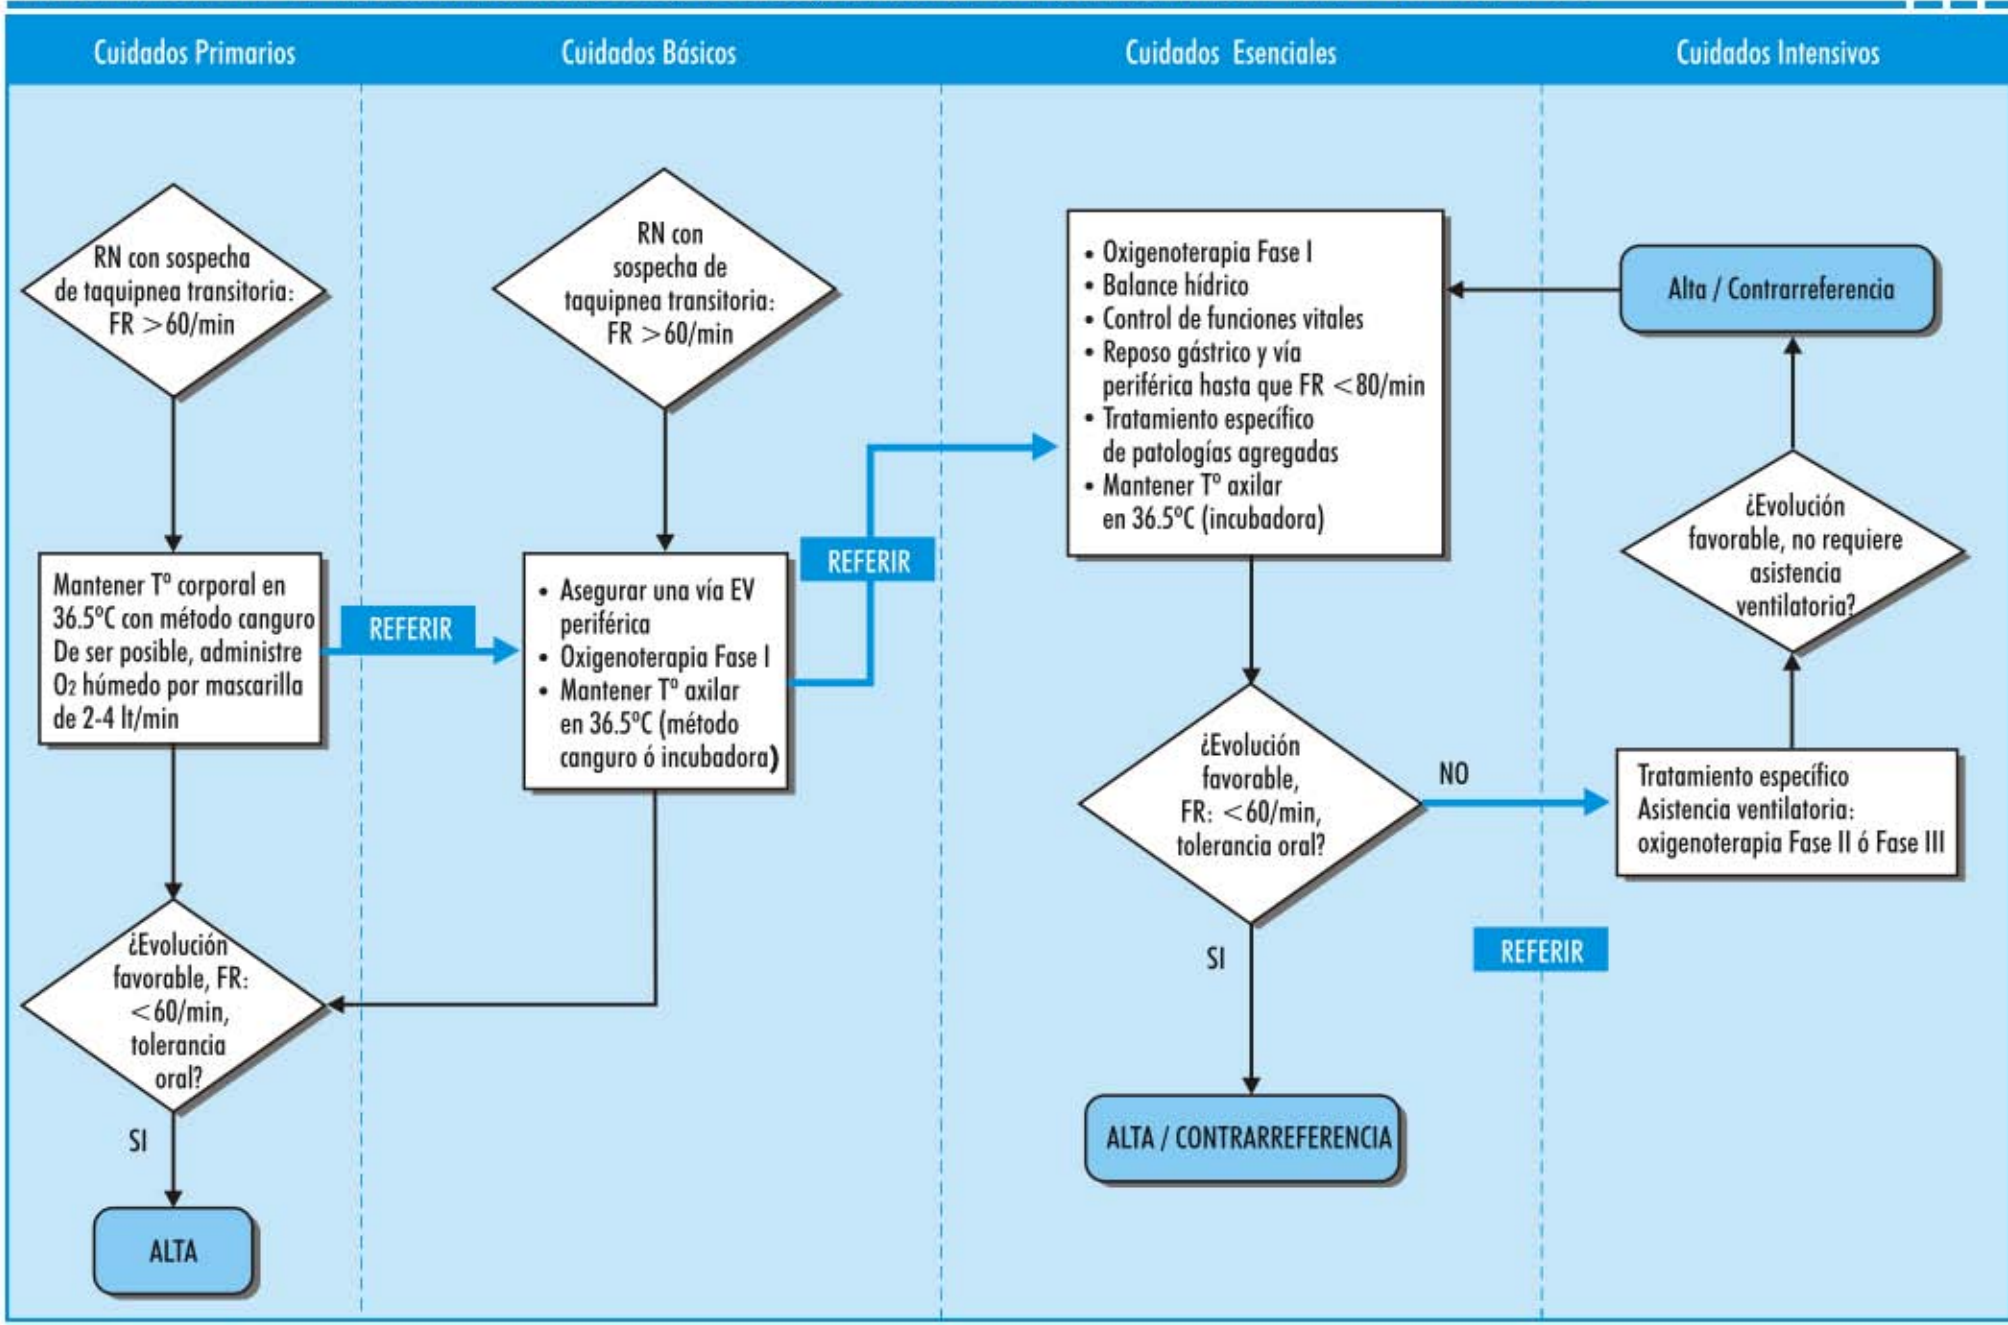 Cuidados Primarios
Cuidados Básicos
Cuidados Esenciales
Cuidados Intensivos
RN con sospecha
de taquipnea transitoria:
FR >60/min
Mantener Tº corporal en
36.5ºC con método canguro
De ser posible, administre
O2 húmedo por mascarilla
de 2-4 lt/min
REFERIR
¿Evolución
favorable, FR:
<60/min,
tolerancia
oral?
SI
ALTA
RN con
sospecha de
taquipnea transitoria:
FR >60/min
• Asegurar una vía EV
periférica
• Oxigenoterapia Fase I
• Mantener Tº axilar
en 36.5ºC (método
canguro ó incubadora)
REFERIR
• Oxigenoterapia Fase I
• Balance hídrico
• Control de funciones vitales
• Reposo gástrico y vía
periférica hasta que FR <80/min
• Tratamiento específico
de patologías agregadas
• Mantener Tº axilar
en 36.5ºC (incubadora)
¿Evolución
favorable,
FR: <60/min,
tolerancia oral?
NO
SI
REFERIR
ALTA / CONTRARREFERENCIA
Alta / Contrarreferencia
¿Evolución
favorable, no requiere
asistencia
ventilatoria?
Tratamiento específico
Asistencia ventilatoria:
oxigenoterapia Fase II ó Fase III